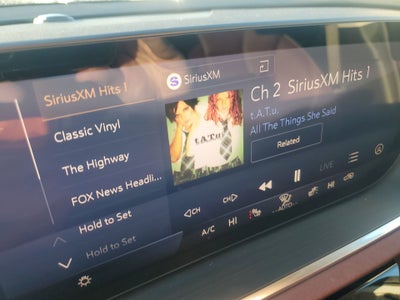 SiriusXM Hits 1
Classic Vinyl
The Highway
FOX News Headli...
Hold to Set
Hold to Set
S SiriusXM
t.A.T.u.
Ch 2 SiriusXM Hits 1
t.A.T.u.
All The Things She Said
Related
LIVE
CH
CH
A/C
HI
AUTO
HI